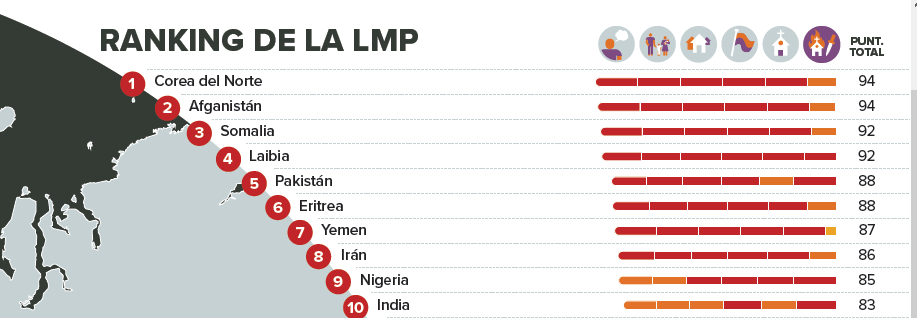 RANKING DE LA LMP
PUNT.
TOTAL
1 Corea del Norte 94
2 Afganistán 94
3 Somalia 92
4 Laibia 92
5 Pakistán 88
6 Eritrea 88
7 Yemen 87
8 Irán 86
9 Nigeria 85
10 India 83